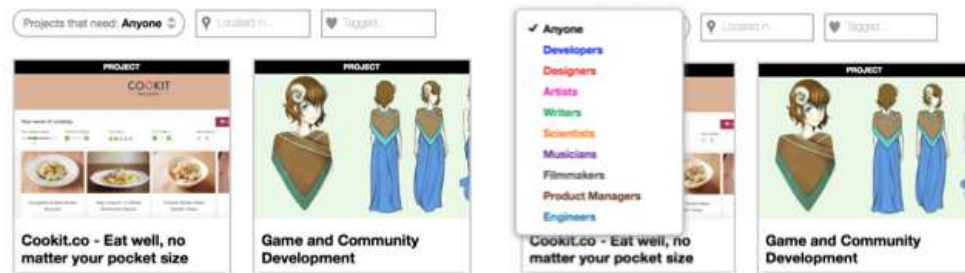 Projects that need: Anyone
Located in...
Tagged...
PROJECT
COOKIT
Cookit.co - Eat well, no
matter your pocket size
PROJECT
Game and Community
Development
Anyone
Developers
Designers
Artists
Writers
Scientists
Musicians
Filmmakers
Product Managers
Engineers
Located in...
Tagged...
Cookit.co - Eat well, no
matter your pocket size
PROJECT
Game and Community
Development